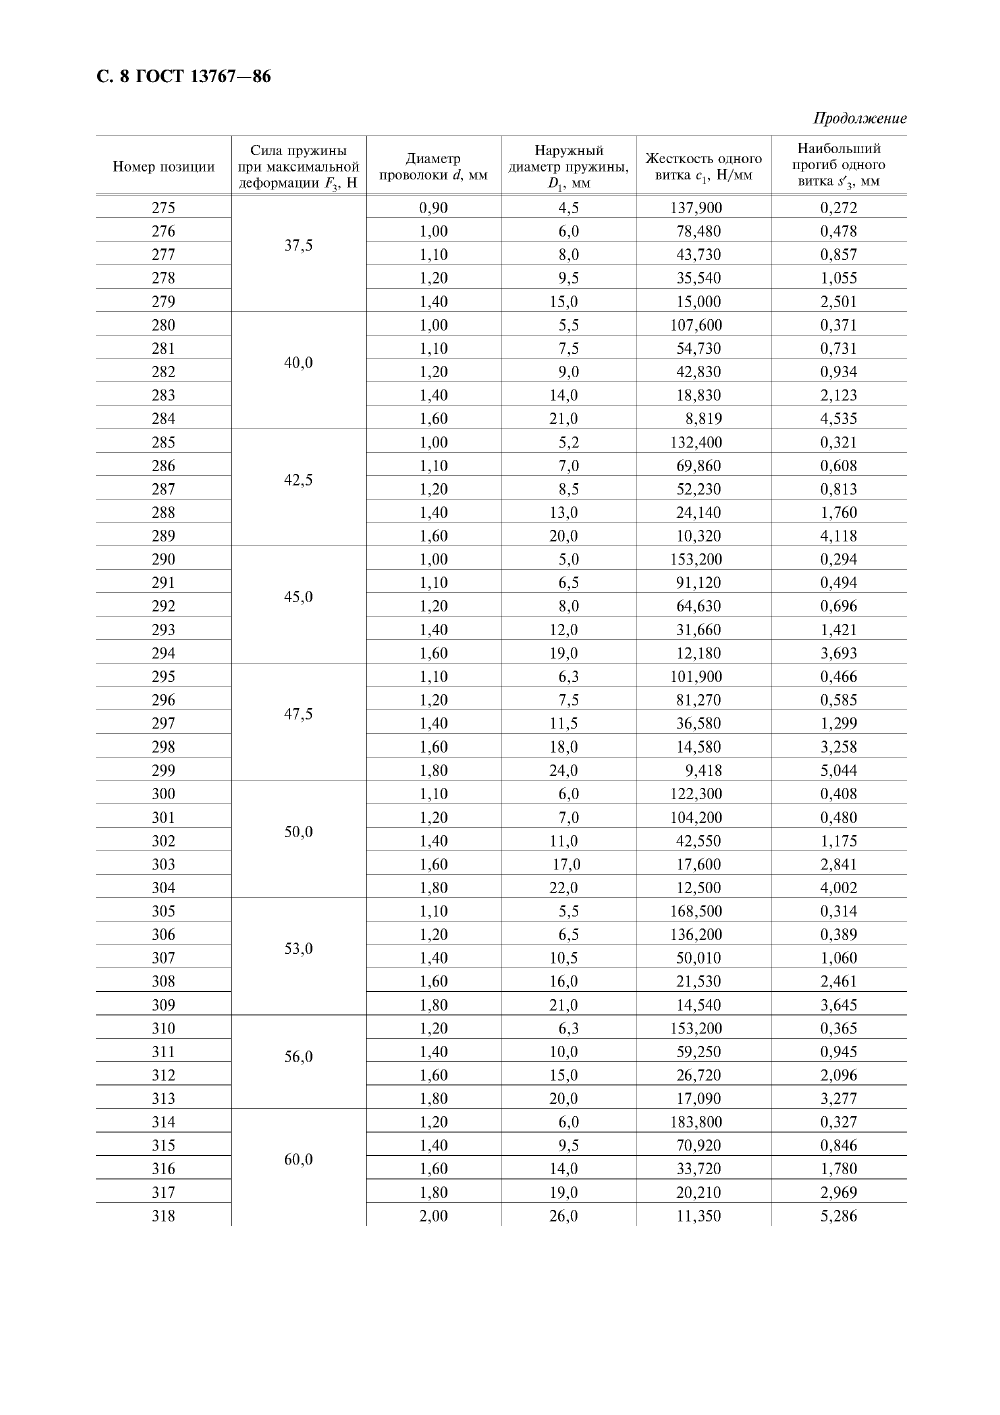 С. 8 ГОСТ 13767—86
Продолжение
Номер позиции | Сила пружины при максимальной деформации F₃, Н | Диаметр проволоки d, мм | Наружный диаметр пружины, D₁, мм | Жесткость одного витка c₁, Н/мм | Наибольший прогиб одного витка s′₃, мм
275 | 37,5 | 0,90 | 4,5 | 137,900 | 0,272
276 | 1,00 | 6,0 | 78,480 | 0,478
277 | 1,10 | 8,0 | 43,730 | 0,857
278 | 1,20 | 9,5 | 35,540 | 1,055
279 | 1,40 | 15,0 | 15,000 | 2,501
280 | 40,0 | 1,00 | 5,5 | 107,600 | 0,371
281 | 1,10 | 7,5 | 54,730 | 0,731
282 | 1,20 | 9,0 | 42,830 | 0,934
283 | 1,40 | 14,0 | 18,830 | 2,123
284 | 1,60 | 21,0 | 8,819 | 4,535
285 | 42,5 | 1,00 | 5,2 | 132,400 | 0,321
286 | 1,10 | 7,0 | 69,860 | 0,608
287 | 1,20 | 8,5 | 52,230 | 0,813
288 | 1,40 | 13,0 | 24,140 | 1,760
289 | 1,60 | 20,0 | 10,320 | 4,118
290 | 45,0 | 1,00 | 5,0 | 153,200 | 0,294
291 | 1,10 | 6,5 | 91,120 | 0,494
292 | 1,20 | 8,0 | 64,630 | 0,696
293 | 1,40 | 12,0 | 31,660 | 1,421
294 | 1,60 | 19,0 | 12,180 | 3,693
295 | 47,5 | 1,10 | 6,3 | 101,900 | 0,466
296 | 1,20 | 7,5 | 81,270 | 0,585
297 | 1,40 | 11,5 | 36,580 | 1,299
298 | 1,60 | 18,0 | 14,580 | 3,258
299 | 1,80 | 24,0 | 9,418 | 5,044
300 | 50,0 | 1,10 | 6,0 | 122,300 | 0,408
301 | 1,20 | 7,0 | 104,200 | 0,480
302 | 1,40 | 11,0 | 42,550 | 1,175
303 | 1,60 | 17,0 | 17,600 | 2,841
304 | 1,80 | 22,0 | 12,500 | 4,002
305 | 53,0 | 1,10 | 5,5 | 168,500 | 0,314
306 | 1,20 | 6,5 | 136,200 | 0,389
307 | 1,40 | 10,5 | 50,010 | 1,060
308 | 1,60 | 16,0 | 21,530 | 2,461
309 | 1,80 | 21,0 | 14,540 | 3,645
310 | 56,0 | 1,20 | 6,3 | 153,200 | 0,365
311 | 1,40 | 10,0 | 59,250 | 0,945
312 | 1,60 | 15,0 | 26,720 | 2,096
313 | 1,80 | 20,0 | 17,090 | 3,277
314 | 60,0 | 1,20 | 6,0 | 183,800 | 0,327
315 | 1,40 | 9,5 | 70,920 | 0,846
316 | 1,60 | 14,0 | 33,720 | 1,780
317 | 1,80 | 19,0 | 20,210 | 2,969
318 | 2,00 | 26,0 | 11,350 | 5,286